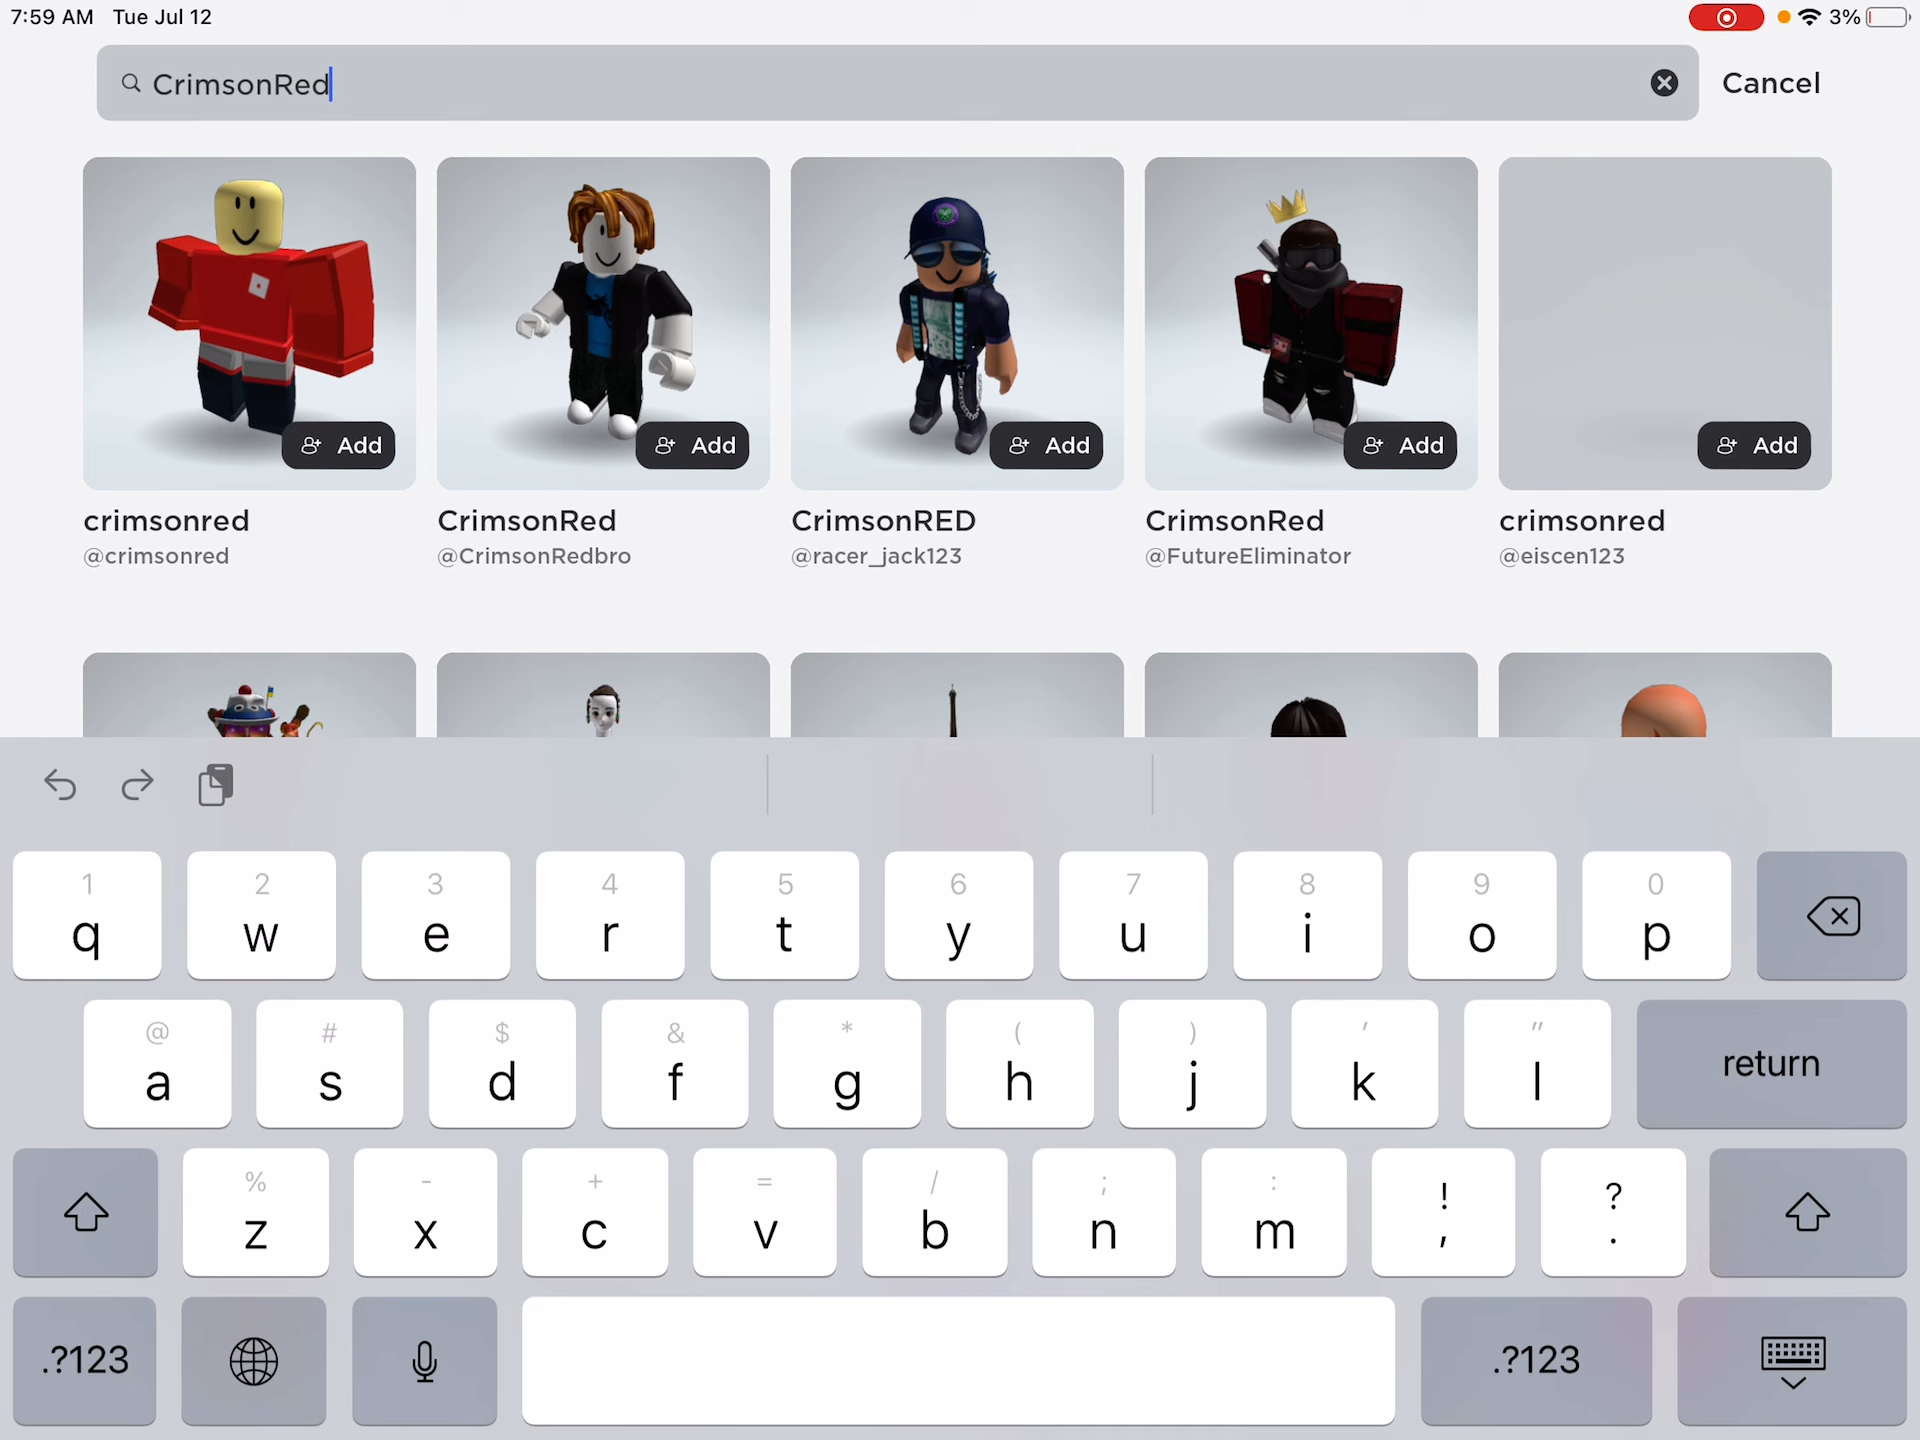 7:59 AM Tue Jul 12 3%
CrimsonRed Cancel
Add Add Add Add Add
crimsonred CrimsonRed CrimsonRED CrimsonRed crimsonred
@crimsonred @CrimsonRedbro @racer_jack123 @FutureEliminator @eiscen123
1 2 3 4 5 6 7 8 9 0
q w e r t y u i o p
@ # $ & * ( ) ' "
a s d f g h j k l return
% - + = / ; : ! ?
z x c v b n m , .
.?123 .?123